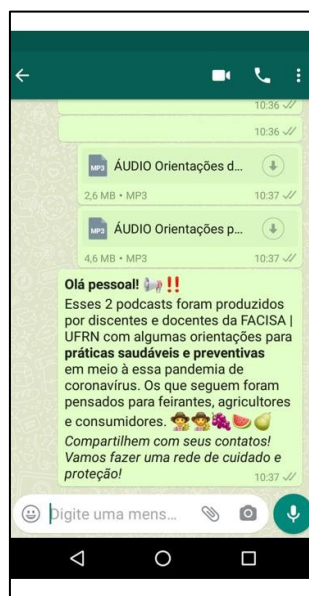 10:36
10:36
MP3 ÁUDIO Orientações d...
2,6 MB • MP3 10:37
MP3 ÁUDIO Orientações p...
4,6 MB • MP3 10:37
Olá pessoal! 📢‼️
Esses 2 podcasts foram produzidos
por discentes e docentes da FACISA |
UFRN com algumas orientações para
práticas saudáveis e preventivas
em meio à essa pandemia de
coronavírus. Os que seguem foram
pensados para feirantes, agricultores
e consumidores. 👩‍🌾👩‍🌾🍇🍉🍐
Compartilhem com seus contatos!
Vamos fazer uma rede de cuidado e
proteção! 10:37
Digite uma mens...